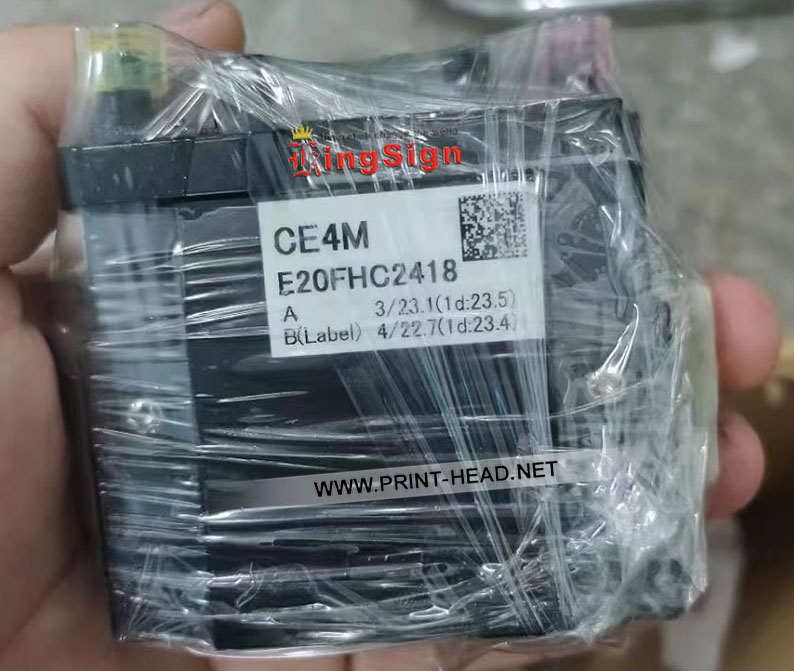 KingSign
CE4M
E20FHC2418
A 3/23.1(1d:23.5)
B(Label) 4/22.7(1d:23.4)
WWW.PRINT-HEAD.NET